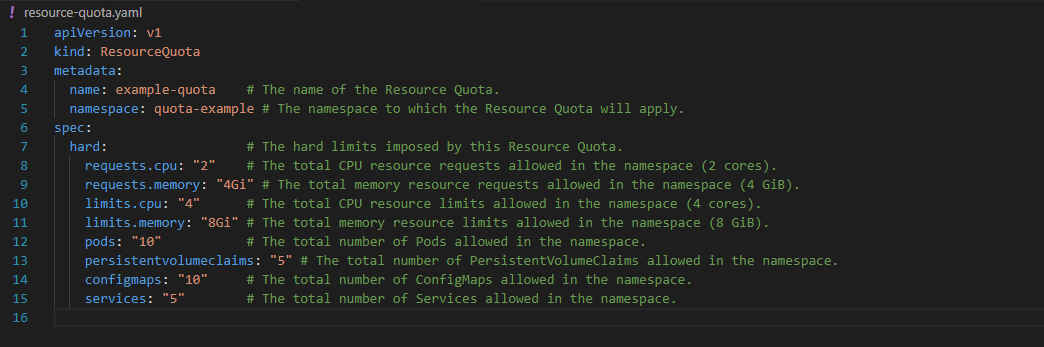 ! resource-quota.yaml
1 apiVersion: v1
2 kind: ResourceQuota
3 metadata:
4   name: example-quota    # The name of the Resource Quota.
5   namespace: quota-example # The namespace to which the Resource Quota will apply.
6 spec:
7   hard:                  # The hard limits imposed by this Resource Quota.
8     requests.cpu: "2"    # The total CPU resource requests allowed in the namespace (2 cores).
9     requests.memory: "4Gi" # The total memory resource requests allowed in the namespace (4 GiB).
10     limits.cpu: "4"      # The total CPU resource limits allowed in the namespace (4 cores).
11     limits.memory: "8Gi" # The total memory resource limits allowed in the namespace (8 GiB).
12     pods: "10"           # The total number of Pods allowed in the namespace.
13     persistentvolumeclaims: "5" # The total number of PersistentVolumeClaims allowed in the namespace.
14     configmaps: "10"     # The total number of ConfigMaps allowed in the namespace.
15     services: "5"        # The total number of Services allowed in the namespace.
16